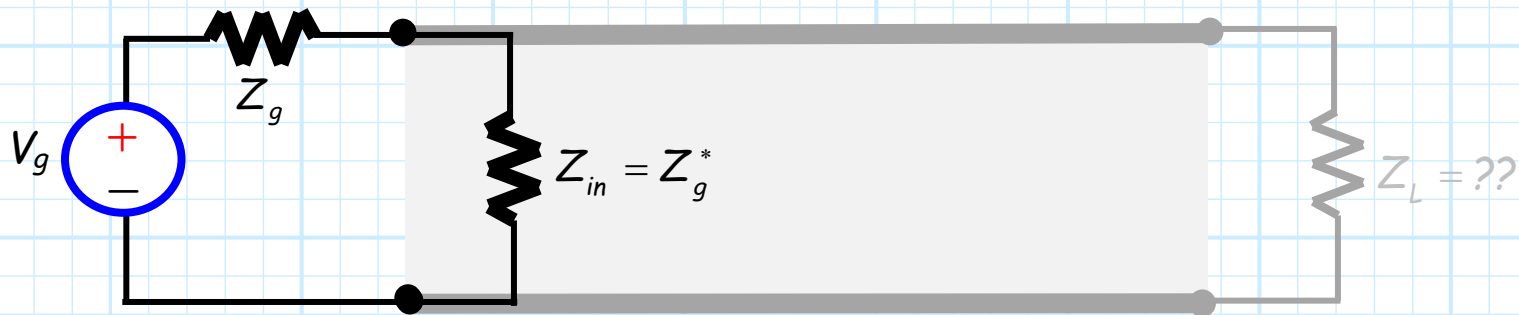 Z_g
V_g
+
−
Z_in = Z_g^*
Z_L = ??